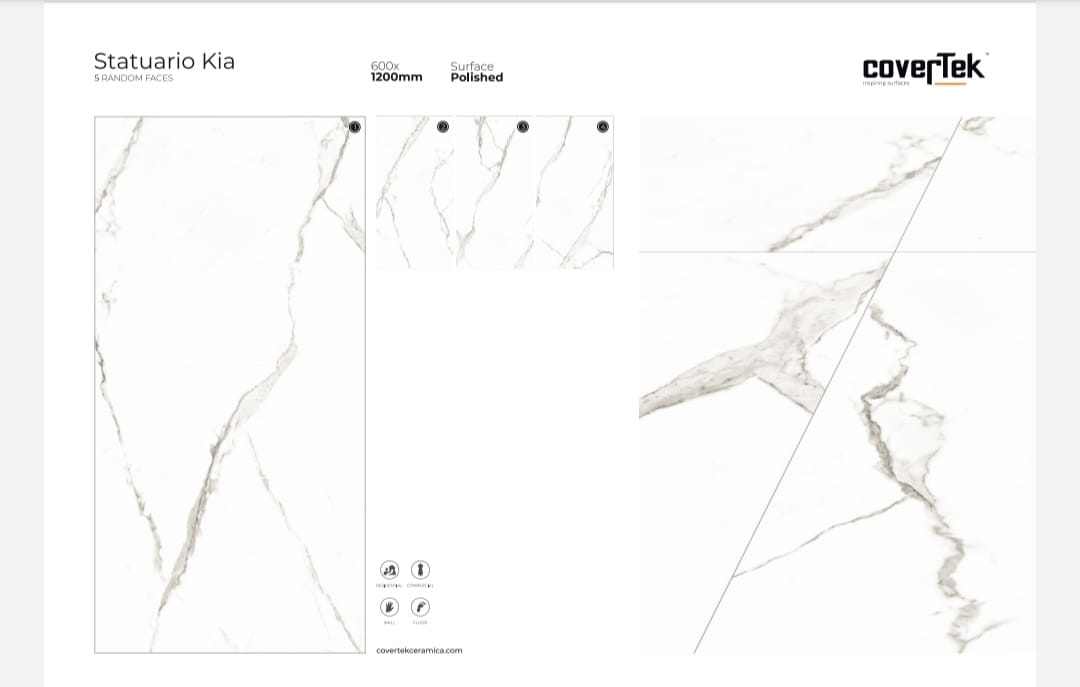 Statuario Kia
5 RANDOM FACES
600x
1200mm
Surface
Polished
coverTek™
inspiring surfaces
1
2
3
4
RESIDENTIAL
COMMERCIAL
WALL
FLOOR
covertekceramica.com